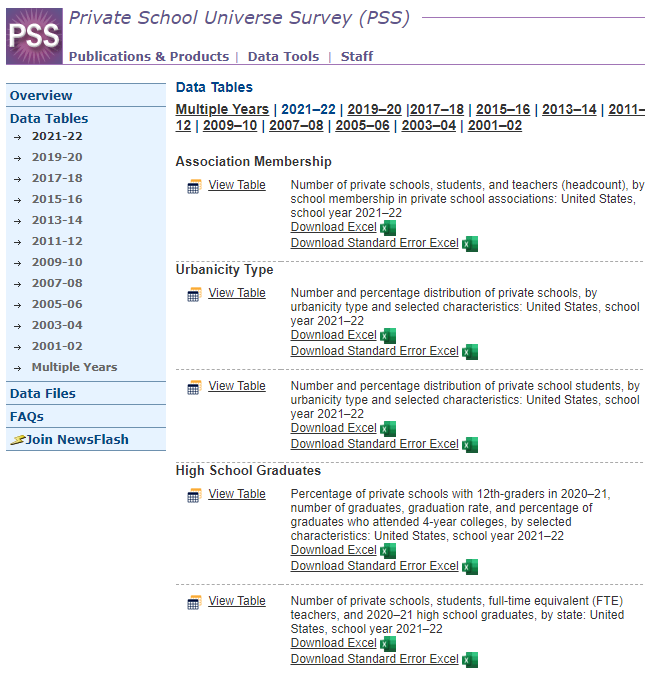 PSS
Private School Universe Survey (PSS)
Publications & Products | Data Tools | Staff
Overview
Data Tables
2021-22
2019-20
2017-18
2015-16
2013-14
2011-12
2009-10
2007-08
2005-06
2003-04
2001-02
Multiple Years
Data Files
FAQs
Join NewsFlash
Data Tables
Multiple Years | 2021–22 | 2019–20 |2017–18 | 2015–16 | 2013–14 | 2011–
12 | 2009–10 | 2007–08 | 2005–06 | 2003–04 | 2001–02
Association Membership
View Table
Number of private schools, students, and teachers (headcount), by
school membership in private school associations: United States,
school year 2021–22
Download Excel
Download Standard Error Excel
Urbanicity Type
View Table
Number and percentage distribution of private schools, by
urbanicity type and selected characteristics: United States, school
year 2021–22
Download Excel
Download Standard Error Excel
View Table
Number and percentage distribution of private school students, by
urbanicity type and selected characteristics: United States, school
year 2021–22
Download Excel
Download Standard Error Excel
High School Graduates
View Table
Percentage of private schools with 12th-graders in 2020–21,
number of graduates, graduation rate, and percentage of
graduates who attended 4-year colleges, by selected
characteristics: United States, school year 2021–22
Download Excel
Download Standard Error Excel
View Table
Number of private schools, students, full-time equivalent (FTE)
teachers, and 2020–21 high school graduates, by state: United
States, school year 2021–22
Download Excel
Download Standard Error Excel